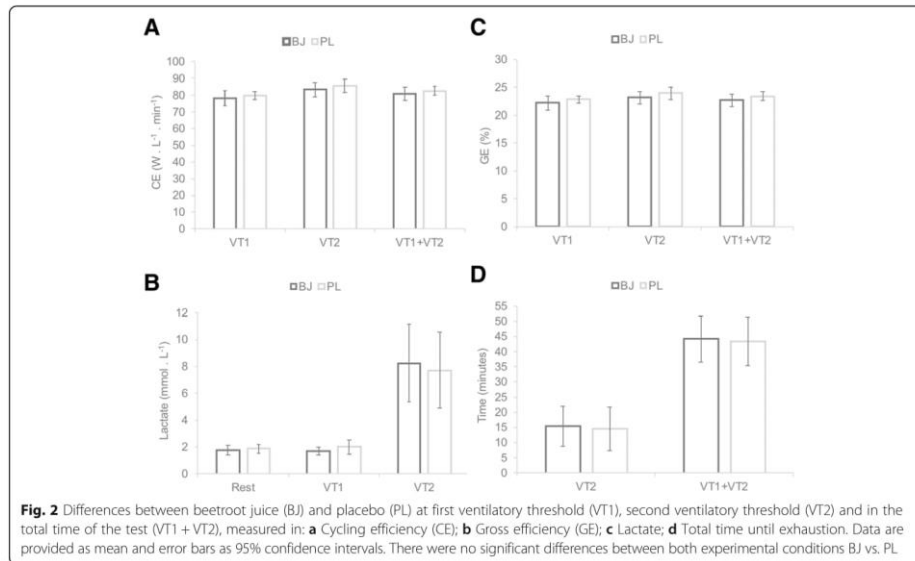 A
BJ PL
CE (W . L⁻¹ . min⁻¹)
100
90
80
70
60
50
40
30
20
10
0
VT1 VT2 VT1+VT2
C
BJ PL
GE (%)
30
25
20
15
10
5
0
VT1 VT2 VT1+VT2
B
BJ PL
Lactate (mmol . L⁻¹)
12
10
8
6
4
2
0
Rest VT1 VT2
D
BJ PL
Time (minutes)
55
50
45
40
35
30
25
20
15
10
5
0
VT2 VT1+VT2
Fig. 2 Differences between beetroot juice (BJ) and placebo (PL) at first ventilatory threshold (VT1), second ventilatory threshold (VT2) and in the
total time of the test (VT1 + VT2), measured in: a Cycling efficiency (CE); b Gross efficiency (GE); c Lactate; d Total time until exhaustion. Data are
provided as mean and error bars as 95% confidence intervals. There were no significant differences between both experimental conditions BJ vs. PL